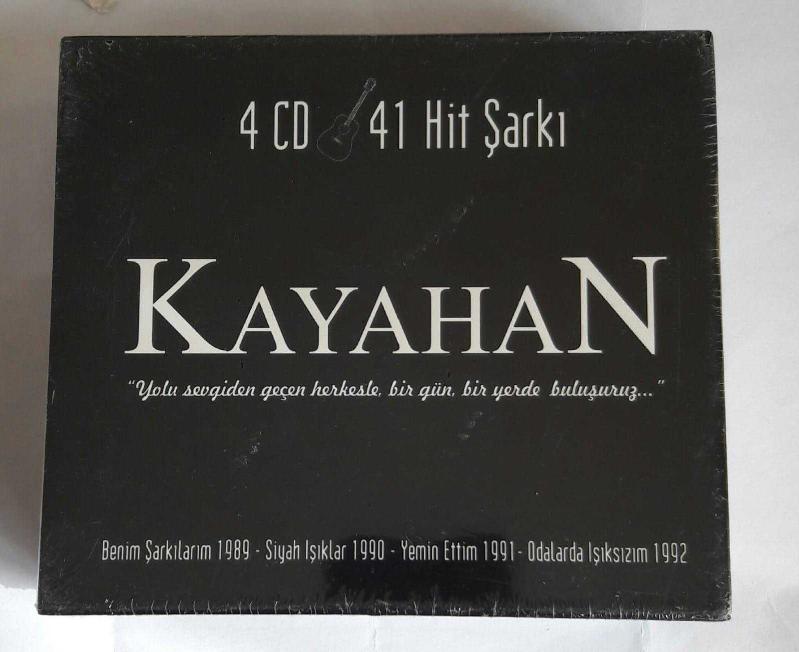 4 CD 41 Hit Şarkı
KAYAHAN
"Yolu sevgiden geçen herkesle, bir gün, bir yerde buluşuruz..."
Benim Şarkılarım 1989 - Siyah Işıklar 1990 - Yemin Ettim 1991- Odalarda Işıksızım 1992